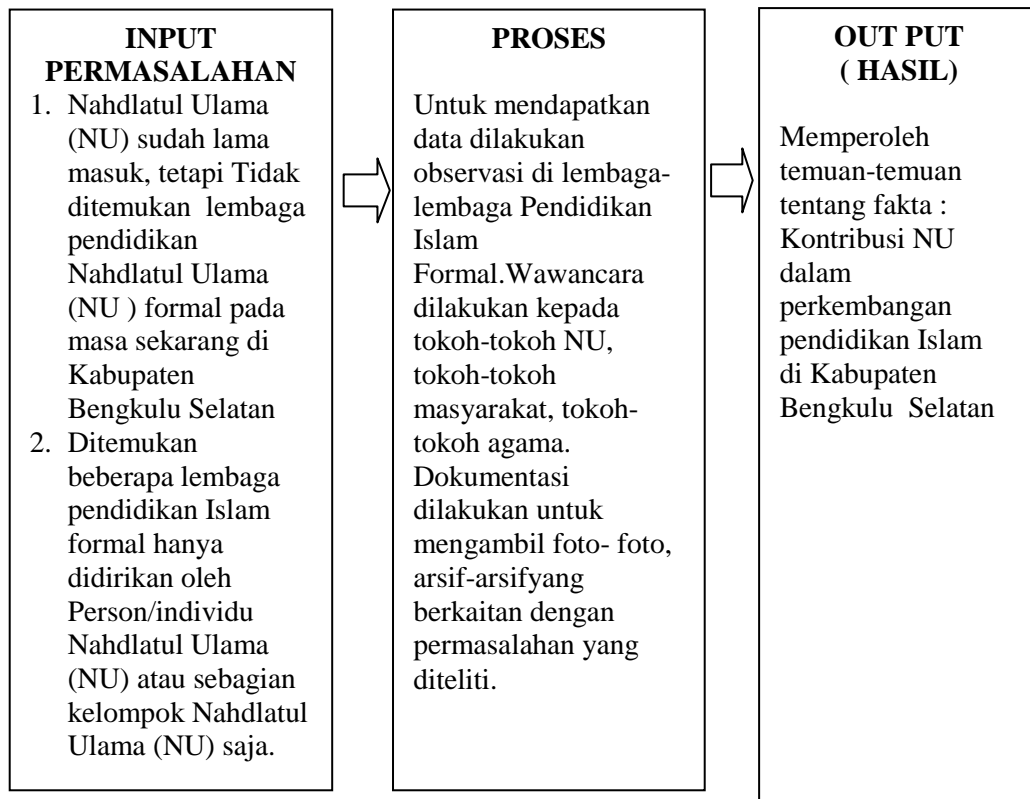 INPUT
PERMASALAHAN
1. Nahdlatul Ulama
(NU) sudah lama
masuk, tetapi Tidak
ditemukan lembaga
pendidikan
Nahdlatul Ulama
(NU ) formal pada
masa sekarang di
Kabupaten
Bengkulu Selatan
2. Ditemukan
beberapa lembaga
pendidikan Islam
formal hanya
didirikan oleh
Person/individu
Nahdlatul Ulama
(NU) atau sebagian
kelompok Nahdlatul
Ulama (NU) saja.
PROSES
Untuk mendapatkan
data dilakukan
observasi di lembaga-
lembaga Pendidikan
Islam
Formal.Wawancara
dilakukan kepada
tokoh-tokoh NU,
tokoh-tokoh
masyarakat, tokoh-
tokoh agama.
Dokumentasi
dilakukan untuk
mengambil foto- foto,
arsif-arsifyang
berkaitan dengan
permasalahan yang
diteliti.
OUT PUT
( HASIL)
Memperoleh
temuan-temuan
tentang fakta :
Kontribusi NU
dalam
perkembangan
pendidikan Islam
di Kabupaten
Bengkulu Selatan